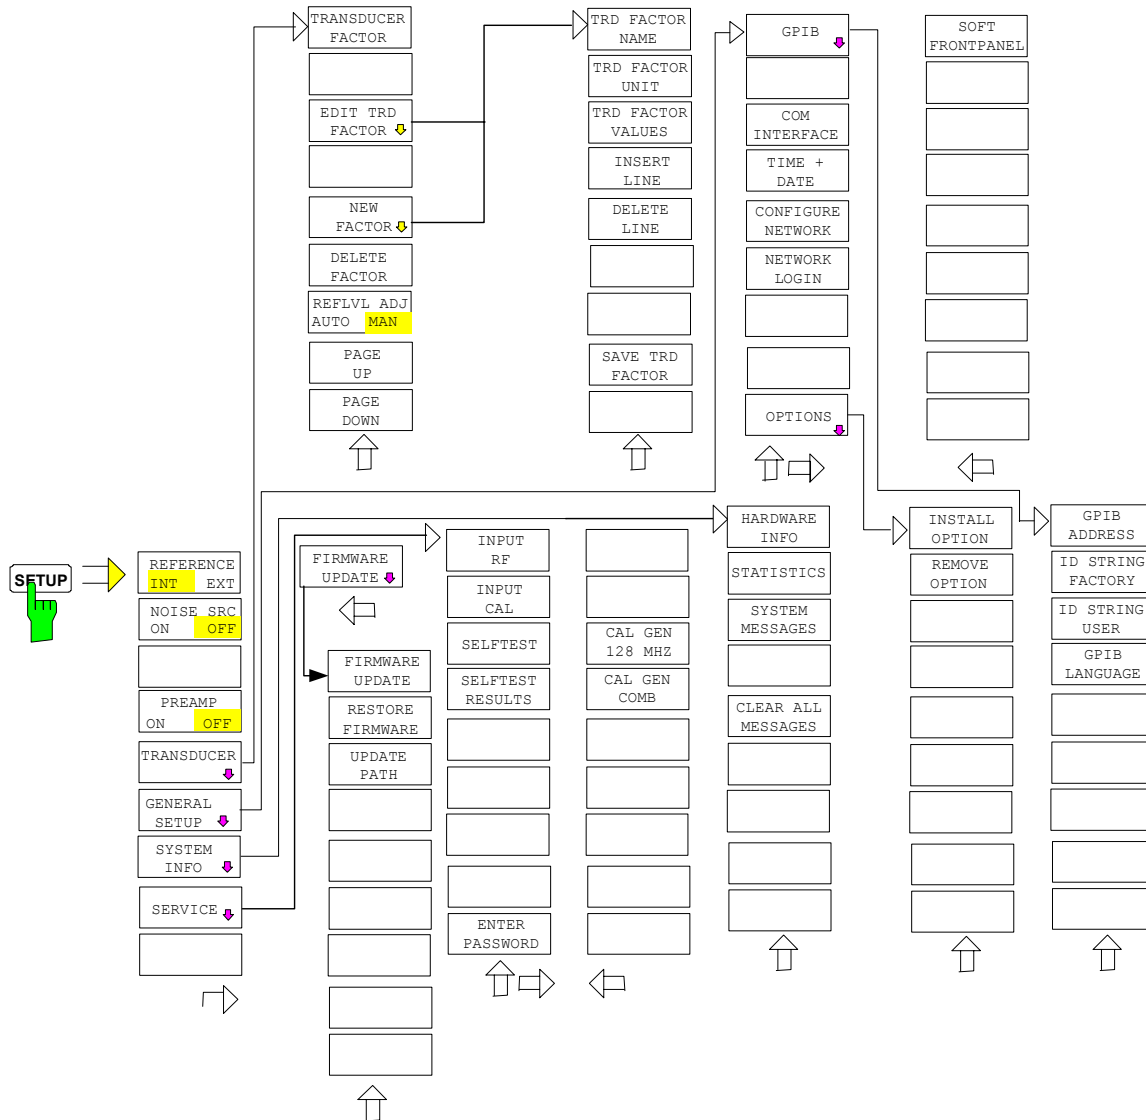 TRANSDUCER
FACTOR
EDIT TRD
FACTOR
NEW
FACTOR
DELETE
FACTOR
REFLVL ADJ
AUTO MAN
PAGE
UP
PAGE
DOWN
TRD FACTOR
NAME
TRD FACTOR
UNIT
TRD FACTOR
VALUES
INSERT
LINE
DELETE
LINE
SAVE TRD
FACTOR
GPIB
COM
INTERFACE
TIME +
DATE
CONFIGURE
NETWORK
NETWORK
LOGIN
OPTIONS
SOFT
FRONTPANEL
SETUP
REFERENCE
INT EXT
NOISE SRC
ON OFF
PREAMP
ON OFF
TRANSDUCER
GENERAL
SETUP
SYSTEM
INFO
SERVICE
FIRMWARE
UPDATE
FIRMWARE
UPDATE
RESTORE
FIRMWARE
UPDATE
PATH
INPUT
RF
INPUT
CAL
SELFTEST
SELFTEST
RESULTS
ENTER
PASSWORD
CAL GEN
128 MHZ
CAL GEN
COMB
HARDWARE
INFO
STATISTICS
SYSTEM
MESSAGES
CLEAR ALL
MESSAGES
INSTALL
OPTION
REMOVE
OPTION
GPIB
ADDRESS
ID STRING
FACTORY
ID STRING
USER
GPIB
LANGUAGE